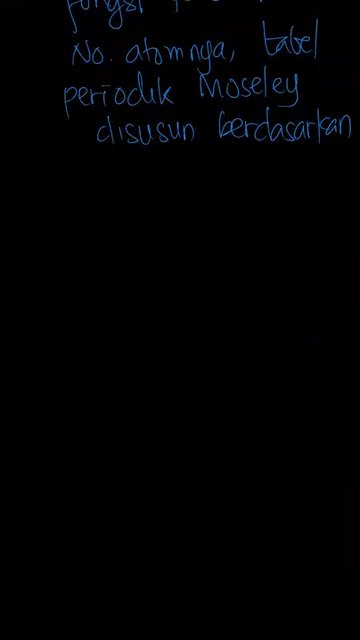 fungsi
No. atomnya, tabel
periodik Moseley
disusun berdasarkan